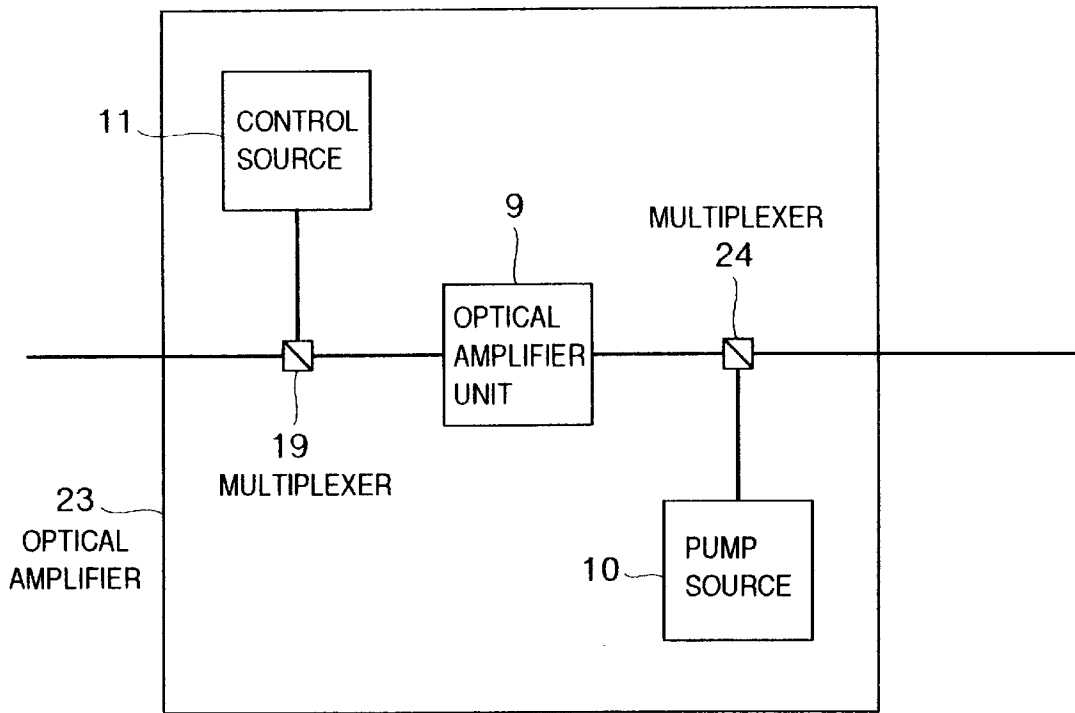 11
CONTROL
SOURCE
9
OPTICAL
AMPLIFIER
UNIT
MULTIPLEXER
24
19
MULTIPLEXER
23
OPTICAL
AMPLIFIER
10
PUMP
SOURCE